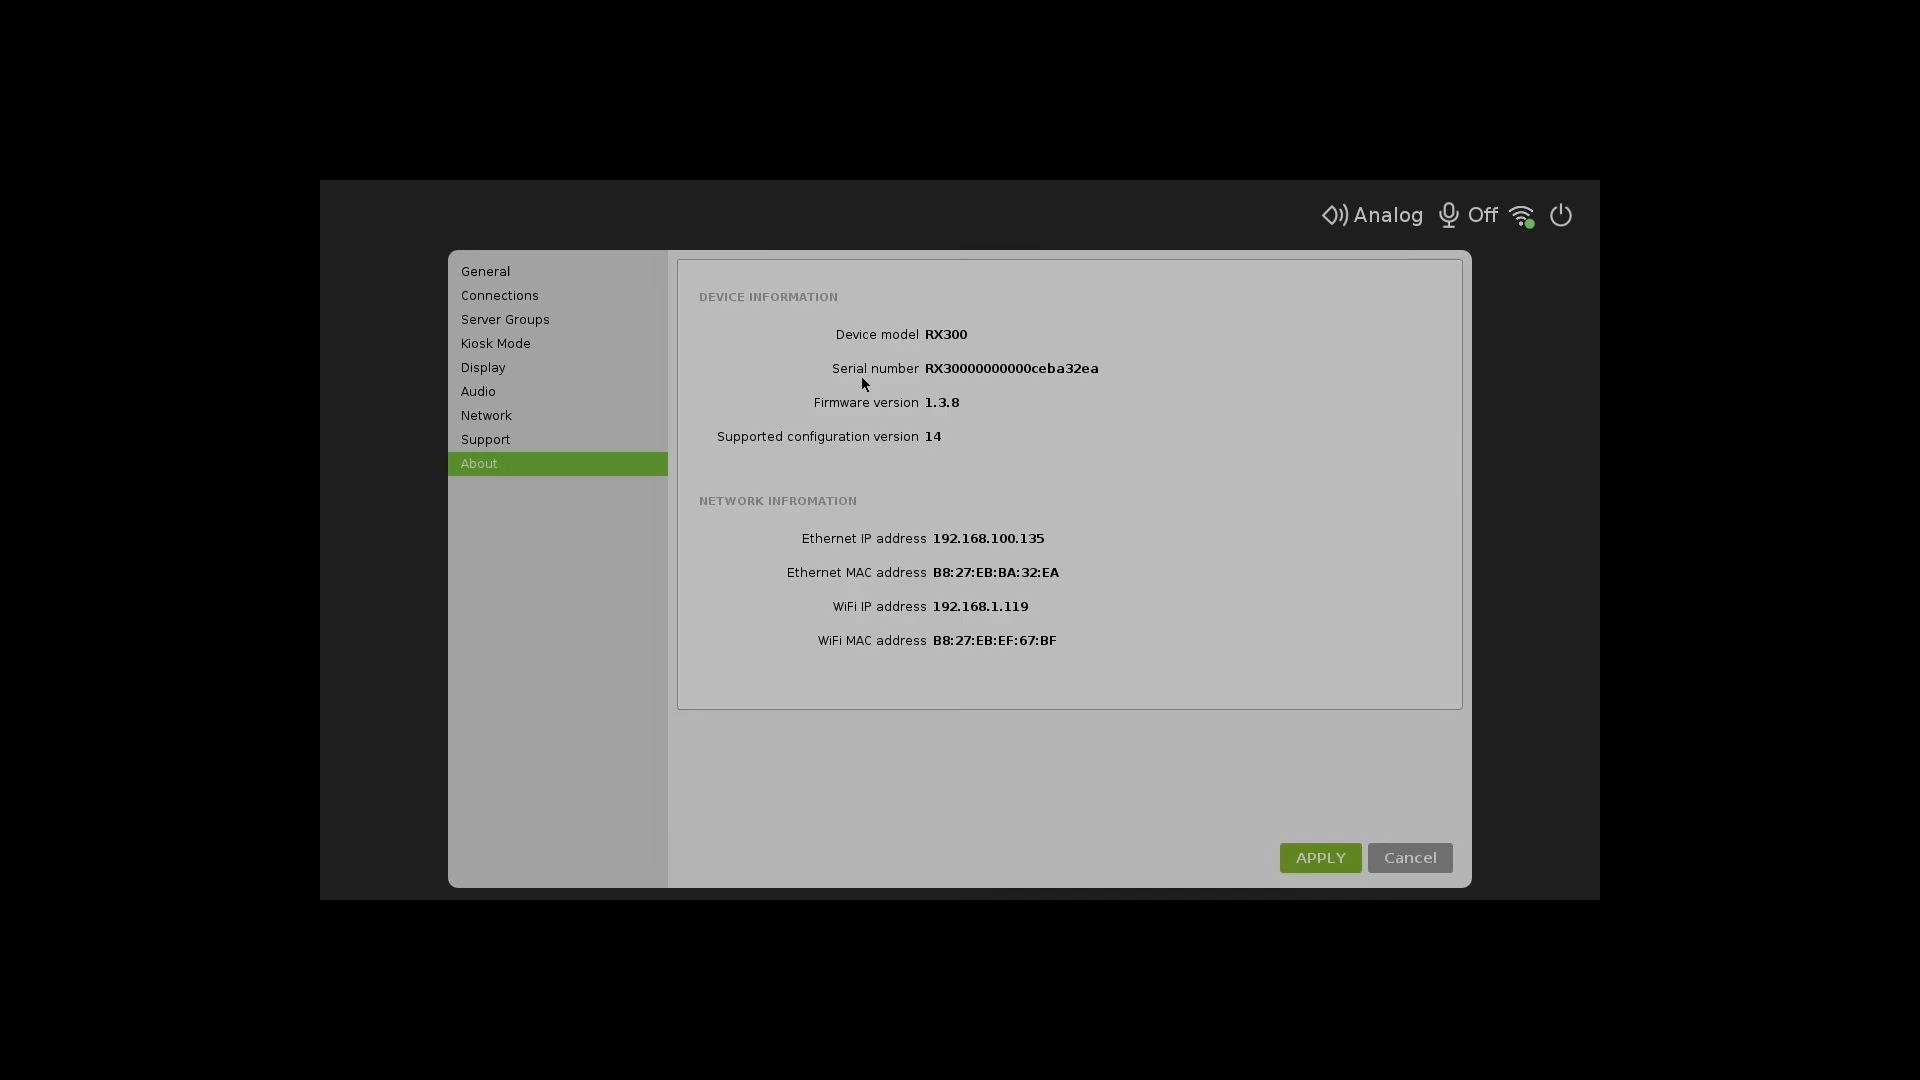 Analog Off
General
Connections
Server Groups
Kiosk Mode
Display
Audio
Network
Support
About
DEVICE INFORMATION
Device model RX300
Serial number RX30000000000ceba32ea
Firmware version 1.3.8
Supported configuration version 14
NETWORK INFROMATION
Ethernet IP address 192.168.100.135
Ethernet MAC address B8:27:EB:BA:32:EA
WiFi IP address 192.168.1.119
WiFi MAC address B8:27:EB:EF:67:BF
APPLY Cancel